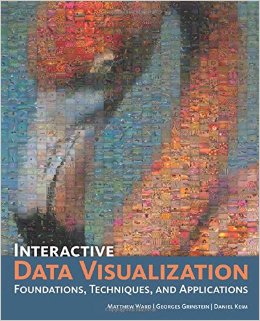 INTERACTIVE
DATA VISUALIZATION
FOUNDATIONS, TECHNIQUES, AND APPLICATIONS
MATTHEW WARD | GEORGES GRINSTEIN | DANIEL KEIM